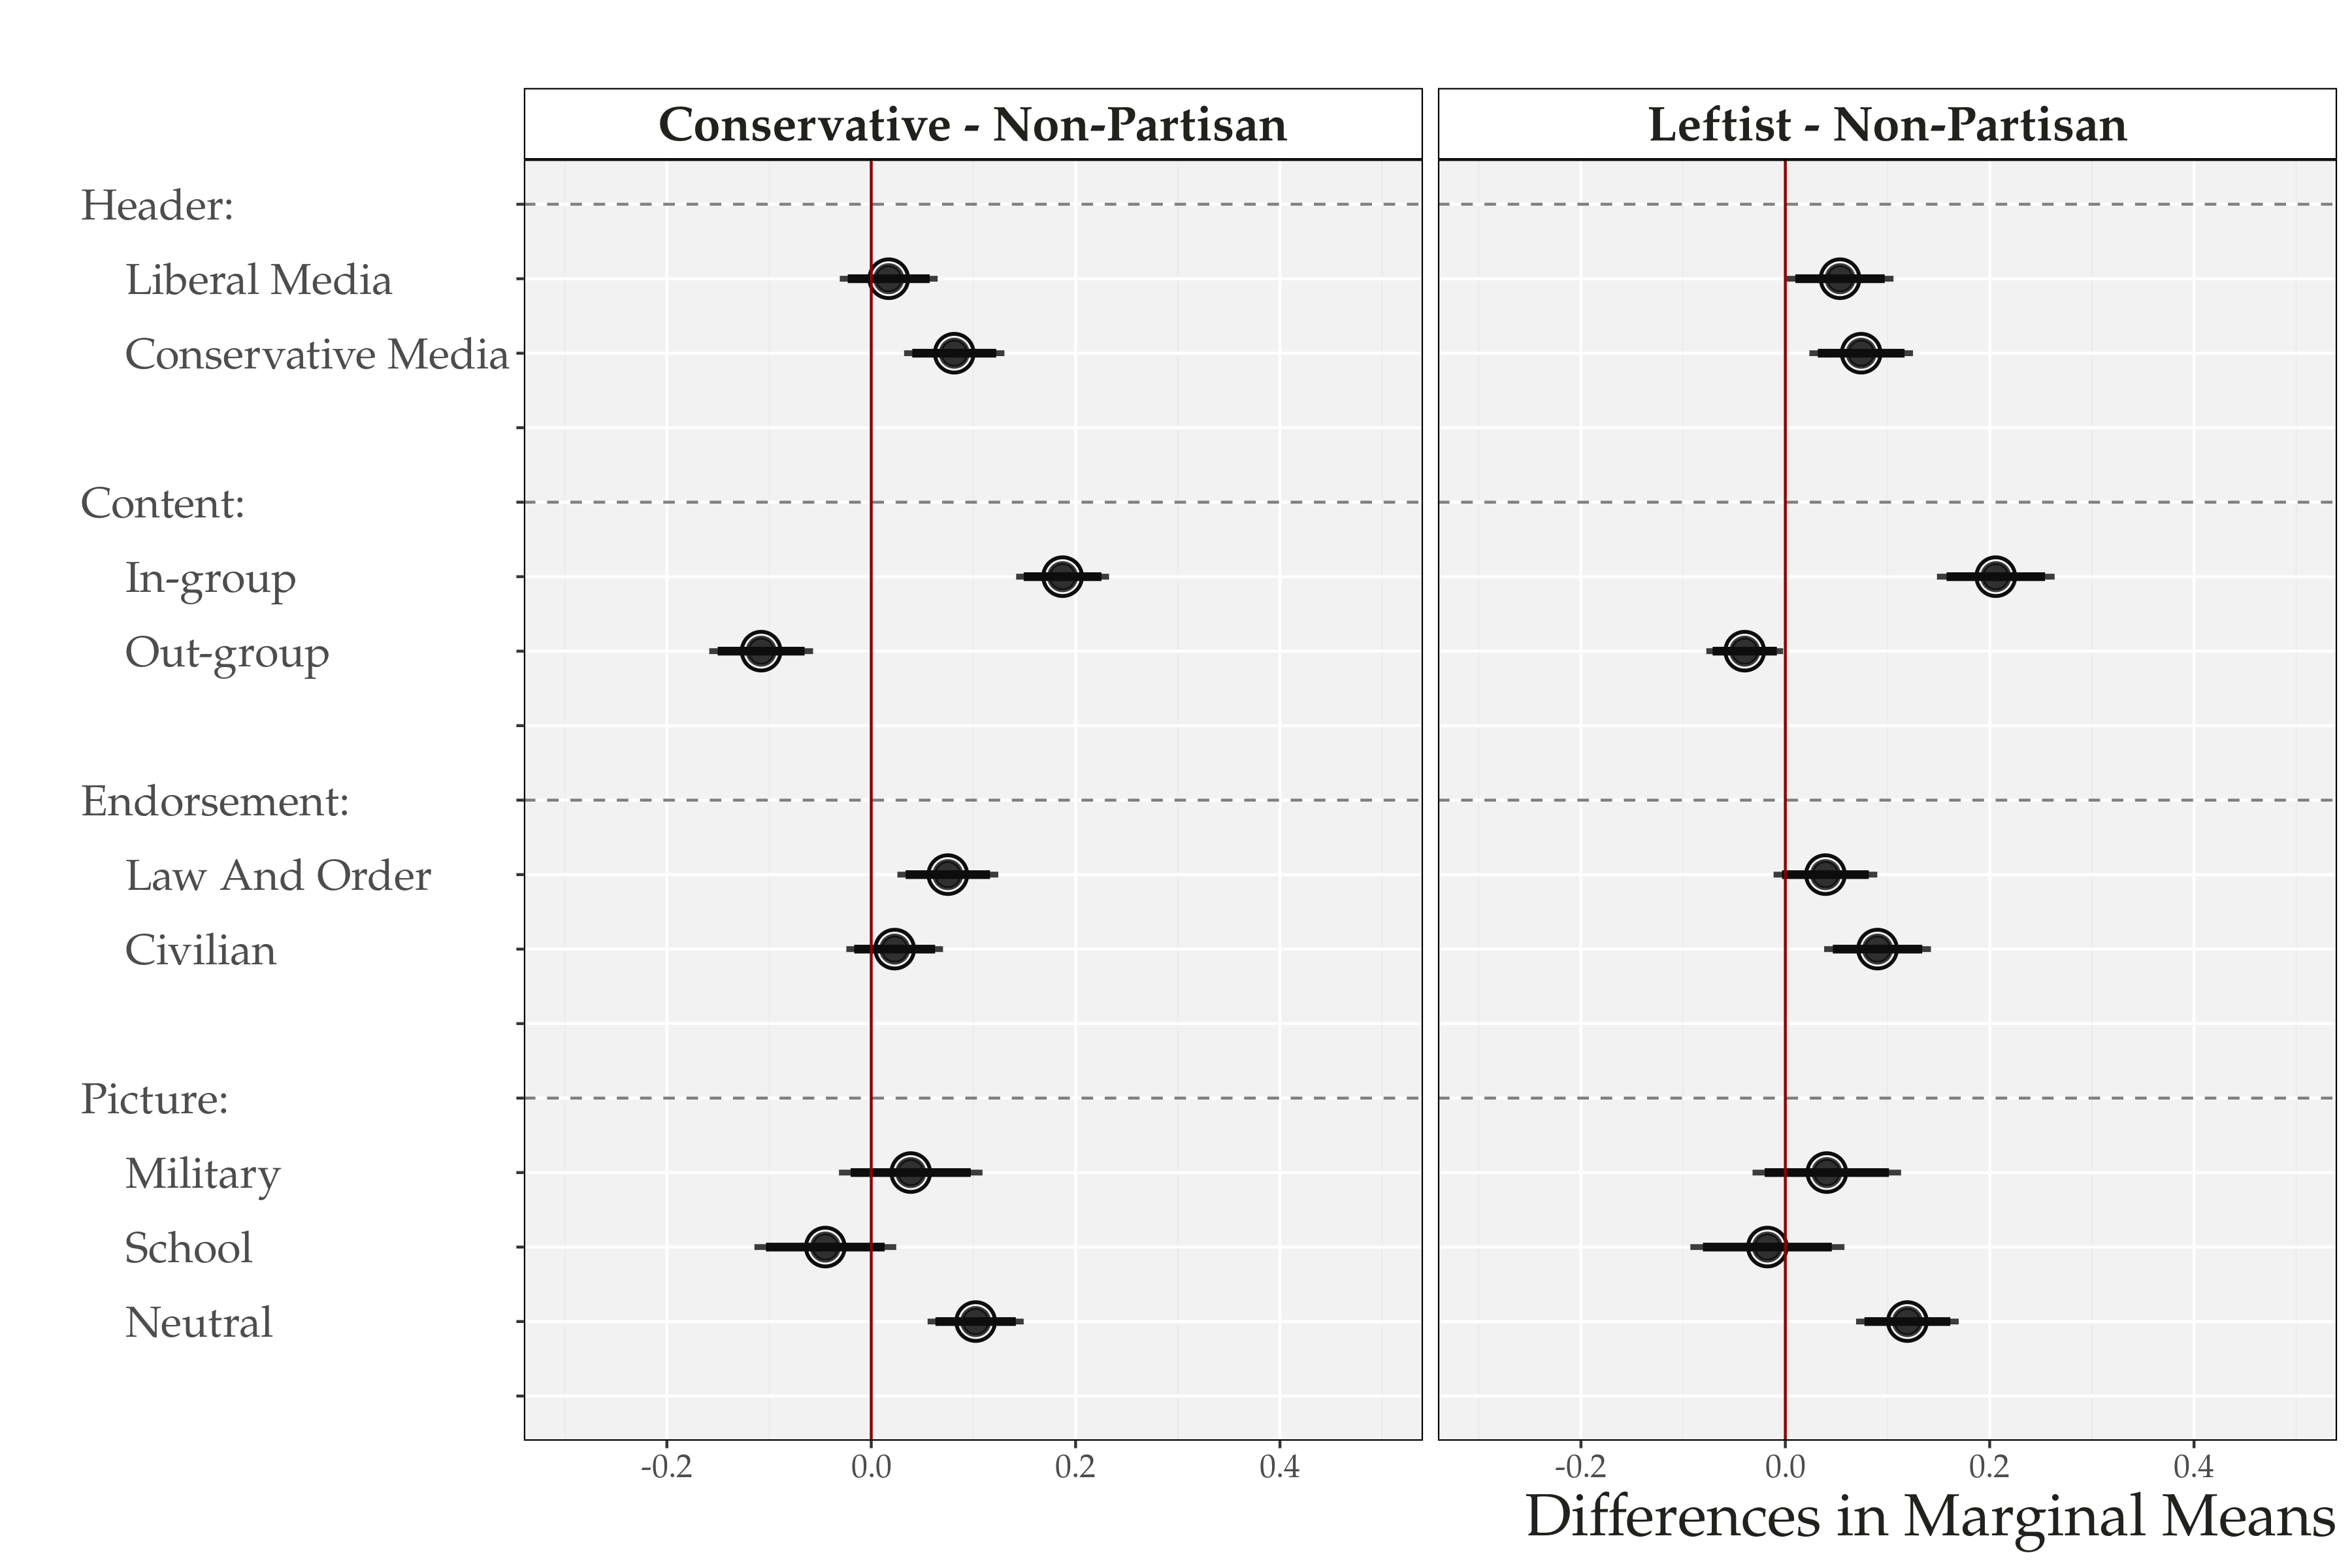 Conservative - Non-Partisan
Leftist - Non-Partisan
Header:
Liberal Media
Conservative Media
Content:
In-group
Out-group
Endorsement:
Law And Order
Civilian
Picture:
Military
School
Neutral
-0.2 0.0 0.2 0.4
-0.2 0.0 0.2 0.4
Differences in Marginal Means